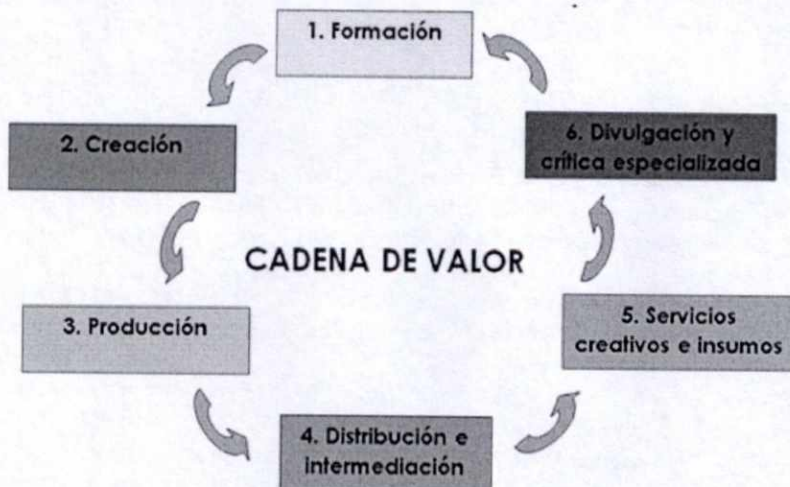 1. Formación
2. Creación
3. Producción
4. Distribución e
intermediación
5. Servicios
creativos e insumos
6. Divulgación y
crítica especializada
CADENA DE VALOR